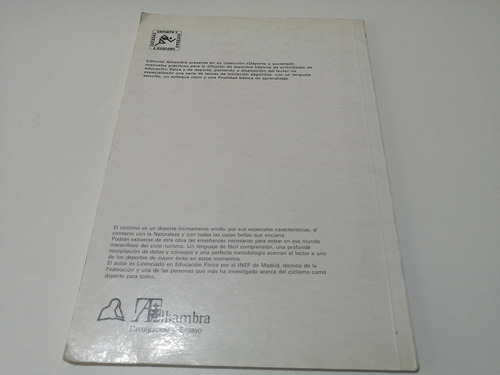 DEPORTE Y
Editorial Alhambra presenta en su colección «Deporte y sociedad»
manuales prácticos para la difusión de aspectos básicos de actividades de
educación física y de deporte, poniendo a disposición del lector no
especializado una serie de temas de iniciación deportiva, con un lenguaje
sencillo, un enfoque claro y una finalidad básica de aprendizaje.
El ciclismo es un deporte íntimamente unido, por sus especiales características, al
contacto con la Naturaleza y con todas las cosas bellas que encierra.
Podrán extraerse de esta obra las enseñanzas necesarias para entrar en ese mundo
maravilloso del ciclo-turismo. Un lenguaje de fácil comprensión, una profunda
recopilación de datos y consejos y una perfecta metodología acercan al lector a uno
de los deportes de mayor éxito en estos momentos.
El autor es Licenciado en Educación Física por el INEF de Madrid, técnico de la
Federación y una de las personas que más ha investigado acerca del ciclismo como
deporte para todos.
Alhambra
Divulgación y Ensayo